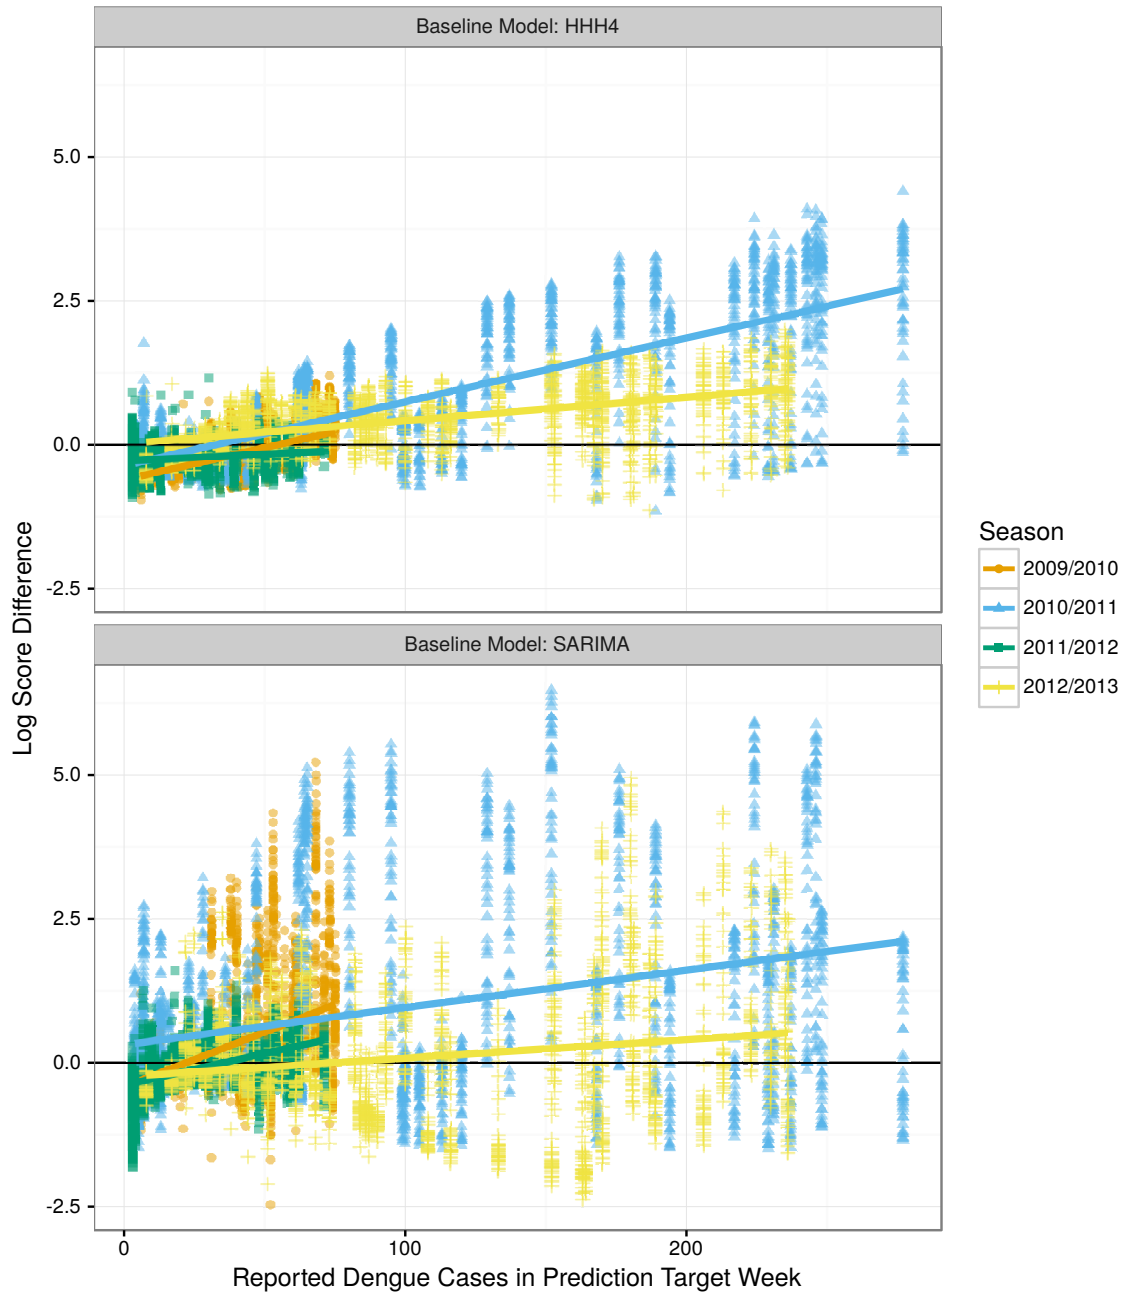 Baseline Model: HHH4
5.0
2.5
0.0
-2.5
Log Score Difference
Baseline Model: SARIMA
5.0
2.5
0.0
-2.5
0 100 200
Reported Dengue Cases in Prediction Target Week
Season
2009/2010
2010/2011
2011/2012
2012/2013